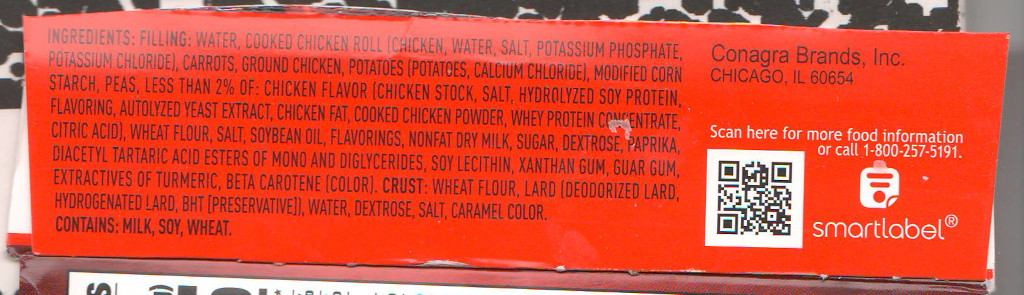 INGREDIENTS: FILLING: WATER, COOKED CHICKEN ROLL (CHICKEN, WATER, SALT, POTASSIUM PHOSPHATE,
POTASSIUM CHLORIDE), CARROTS, GROUND CHICKEN, POTATOES (POTATOES, CALCIUM CHLORIDE), MODIFIED CORN
STARCH, PEAS, LESS THAN 2% OF: CHICKEN FLAVOR (CHICKEN STOCK, SALT, HYDROLYZED SOY PROTEIN,
FLAVORING, AUTOLYZED YEAST EXTRACT, CHICKEN FAT, COOKED CHICKEN POWDER, WHEY PROTEIN CONCENTRATE,
CITRIC ACID), WHEAT FLOUR, SALT, SOYBEAN OIL, FLAVORINGS, NONFAT DRY MILK, SUGAR, DEXTROSE, PAPRIKA,
DIACETYL TARTARIC ACID ESTERS OF MONO AND DIGLYCERIDES, SOY LECITHIN, XANTHAN GUM, GUAR GUM,
EXTRACTIVES OF TURMERIC, BETA CAROTENE (COLOR). CRUST: WHEAT FLOUR, LARD (DEODORIZED LARD,
HYDROGENATED LARD, BHT [PRESERVATIVE]), WATER, DEXTROSE, SALT, CARAMEL COLOR.
CONTAINS: MILK, SOY, WHEAT.
Conagra Brands, Inc.
CHICAGO, IL 60654
Scan here for more food information
or call 1-800-257-5191.
smartlabel®